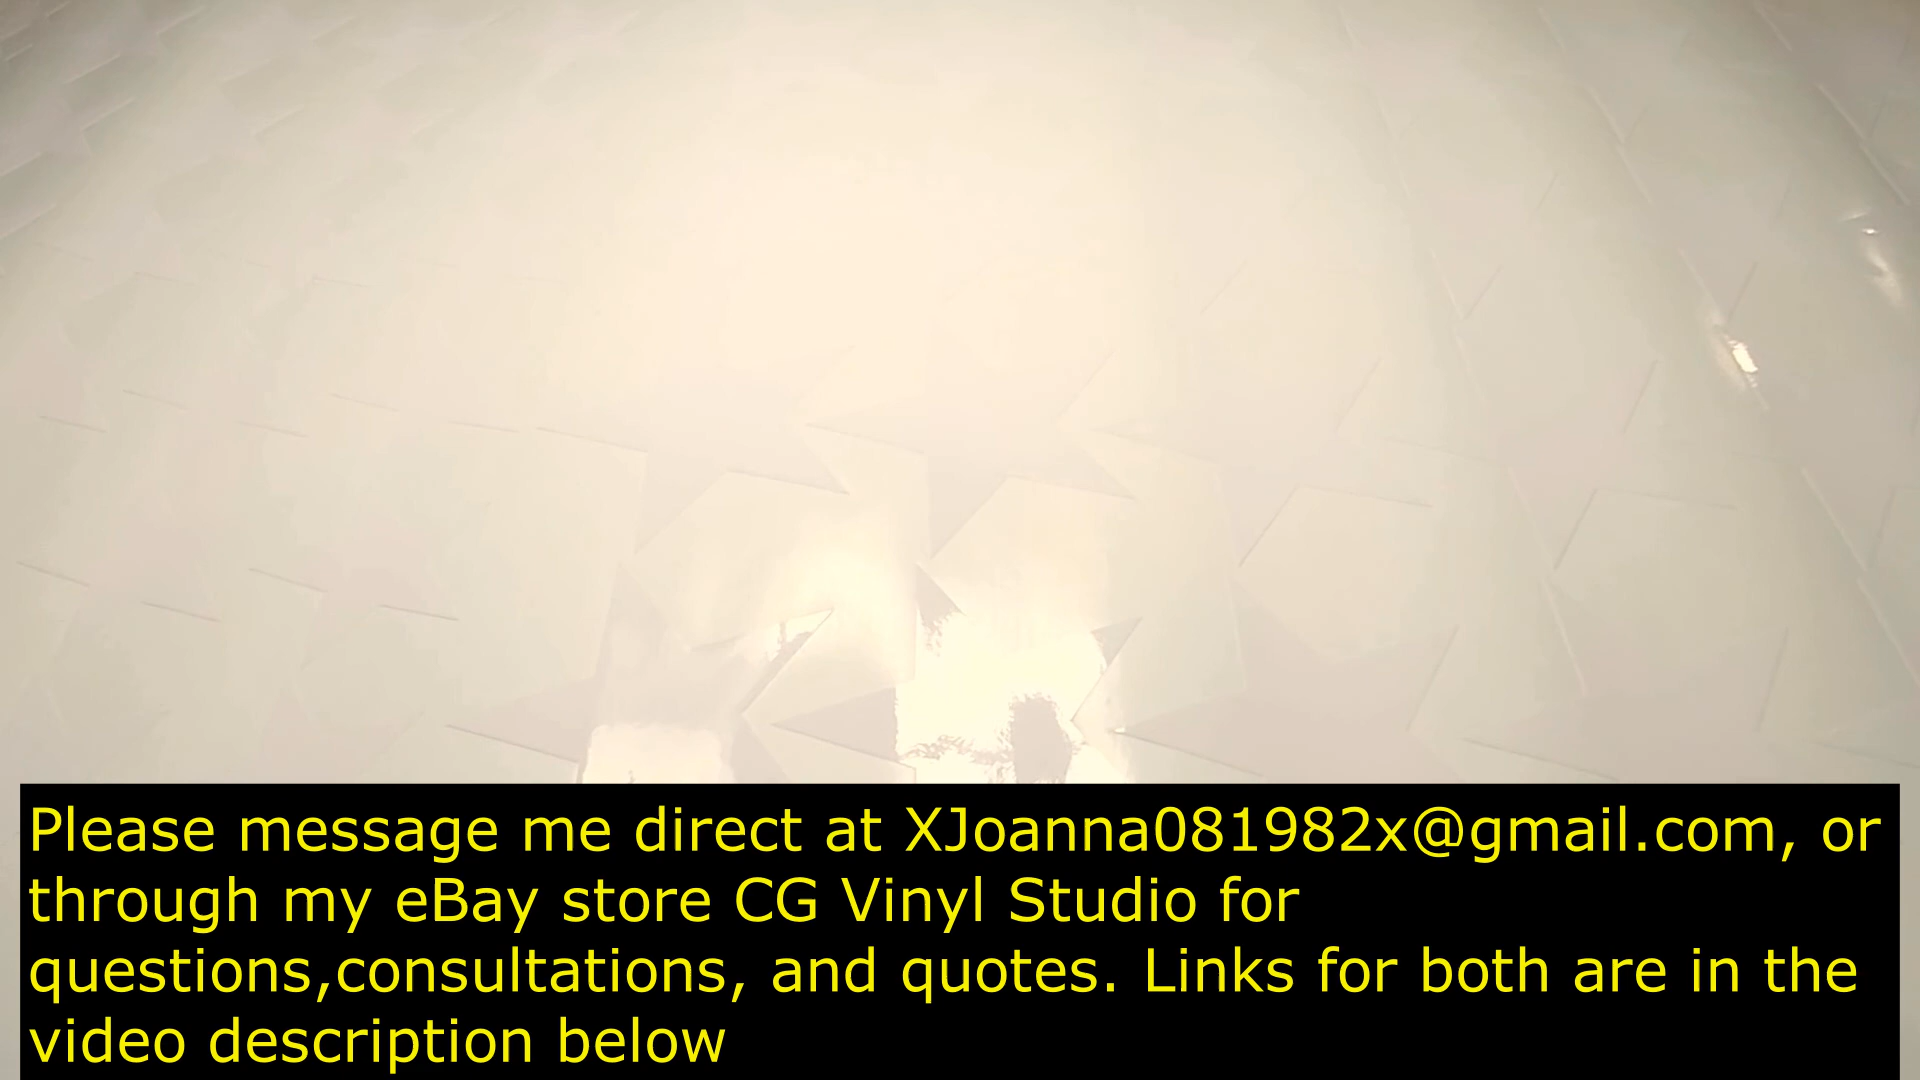 Please message me direct at XJoanna081982x@gmail.com, or
through my eBay store CG Vinyl Studio for
questions,consultations, and quotes. Links for both are in the
video description below